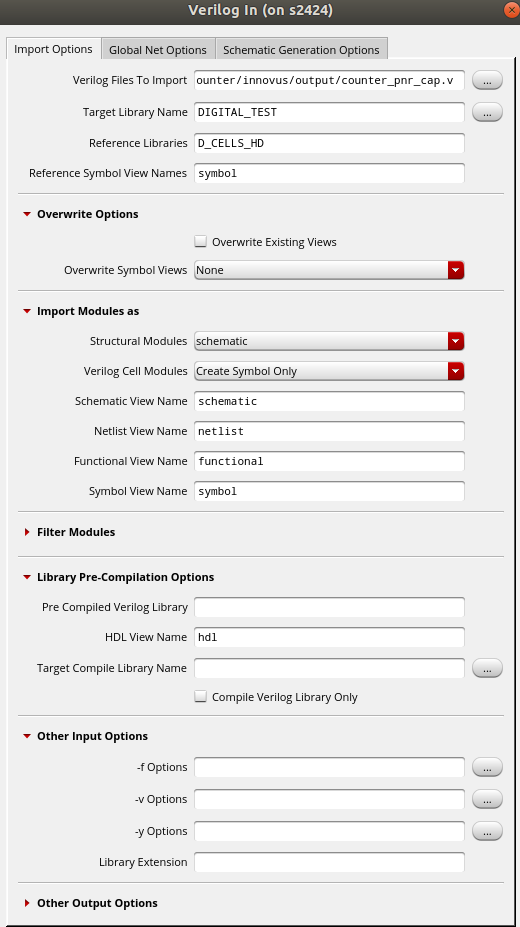 Verilog In (on s2424)
Import Options Global Net Options Schematic Generation Options
Verilog Files To Import ounter/innovus/output/counter_pnr_cap.v ...
Target Library Name DIGITAL_TEST ...
Reference Libraries D_CELLS_HD
Reference Symbol View Names symbol
Overwrite Options
Overwrite Existing Views
Overwrite Symbol Views None
Import Modules as
Structural Modules schematic
Verilog Cell Modules Create Symbol Only
Schematic View Name schematic
Netlist View Name netlist
Functional View Name functional
Symbol View Name symbol
Filter Modules
Library Pre-Compilation Options
Pre Compiled Verilog Library
HDL View Name hdl
Target Compile Library Name ...
Compile Verilog Library Only
Other Input Options
-f Options ...
-v Options ...
-y Options ...
Library Extension
Other Output Options